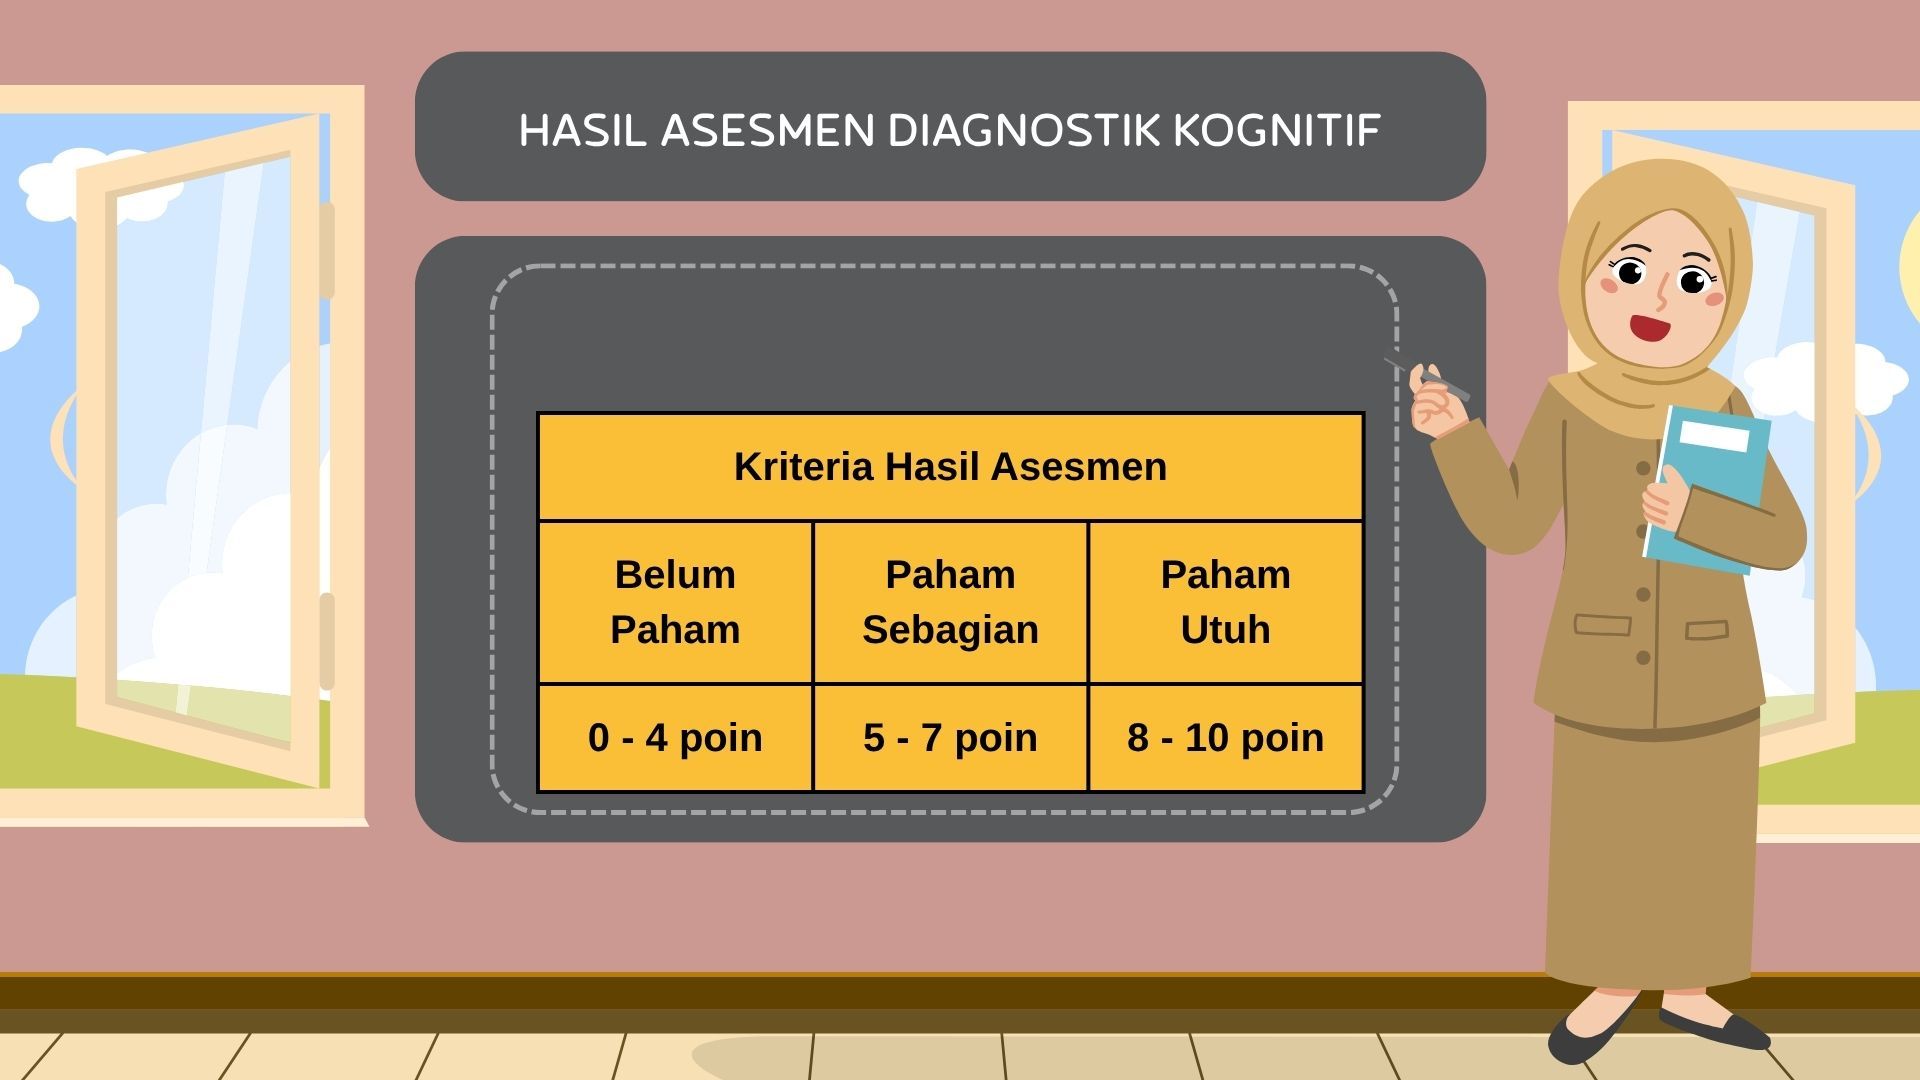 HASIL ASESMEN DIAGNOSTIK KOGNITIF
Kriteria Hasil Asesmen
Belum
Paham
Paham
Sebagian
Paham
Utuh
0 - 4 poin
5 - 7 poin
8 - 10 poin